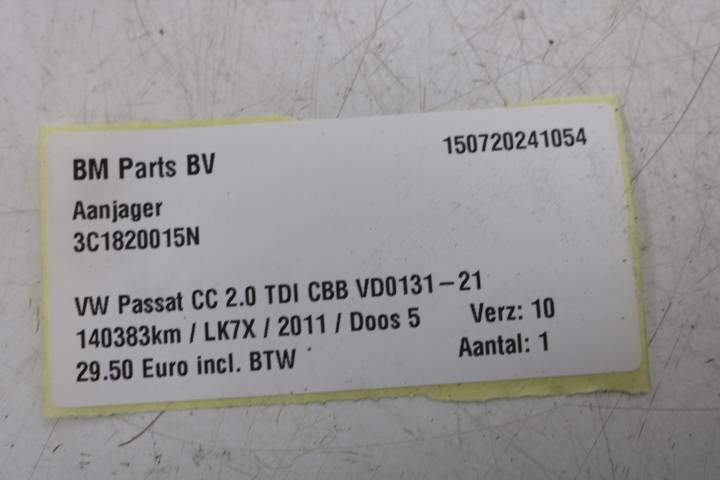 BM Parts BV
150720241054
Aanjager
3C1820015N
VW Passat CC 2.0 TDI CBB VD0131-21
140383km / LK7X / 2011 / Doos 5
Verz: 10
29.50 Euro incl. BTW
Aantal: 1